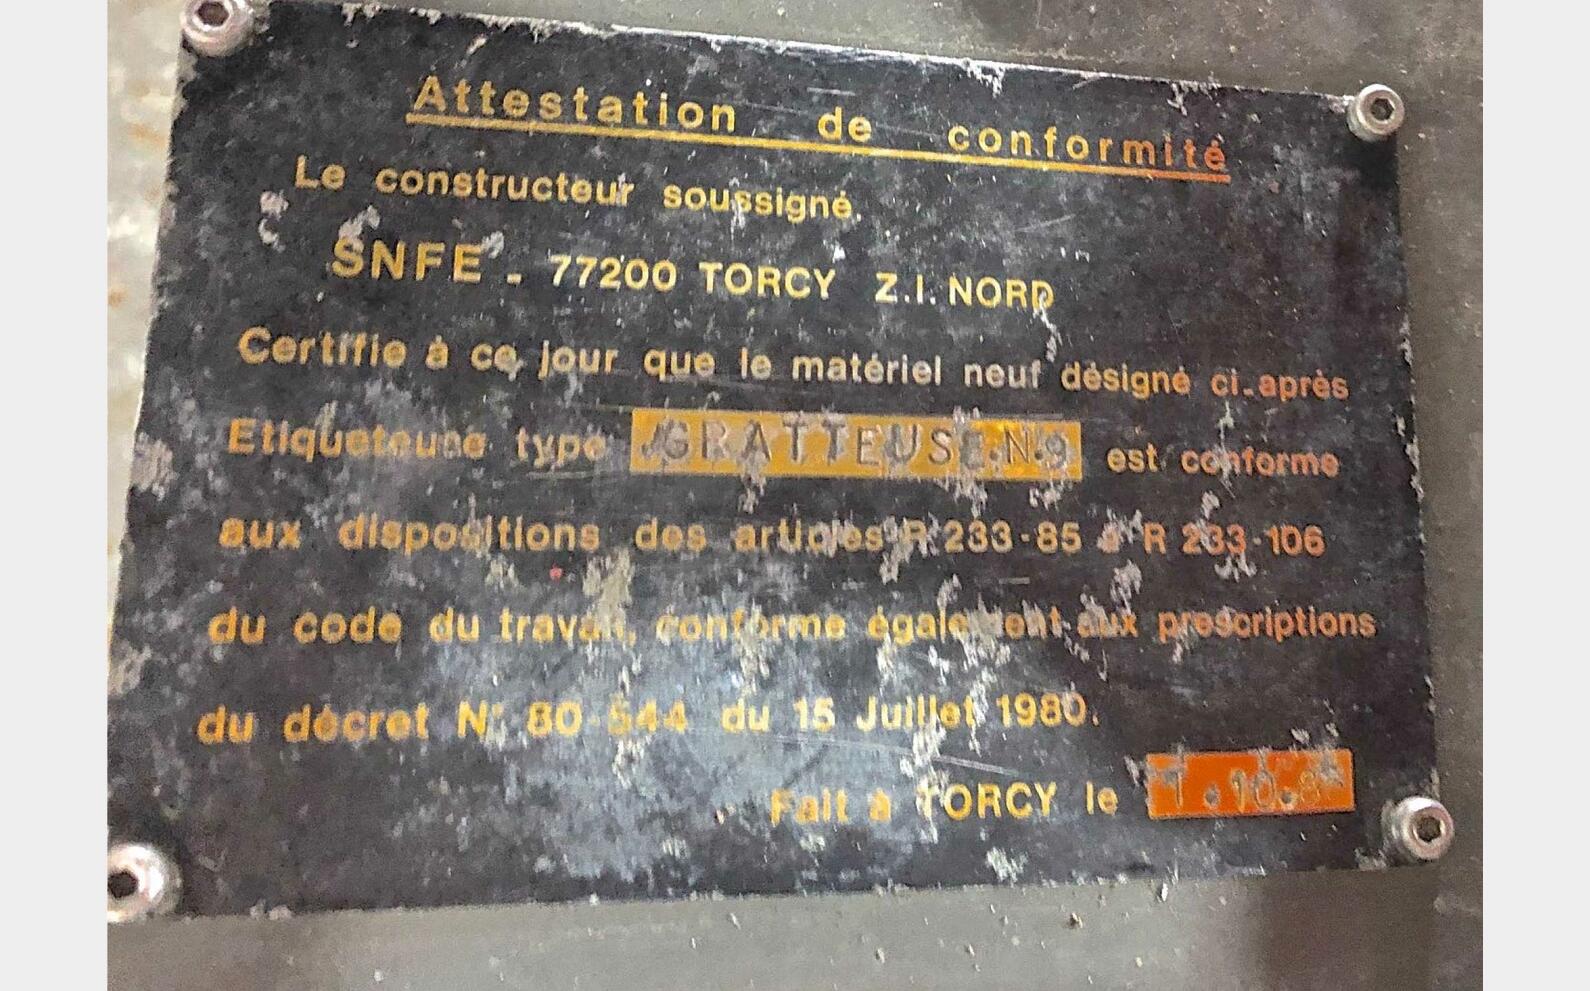 Attestation de conformité
Le constructeur soussigné.
SNFE - 77200 TORCY Z.I. NORD
Certifie à ce jour que le matériel neuf désigné ci-après
Etiqueteuse type GRATTEUSE.N.9 est conforme
aux dispositions des articles R 233-85 à R 233-106
du code du travail, conforme également aux prescriptions
du décret N° 80-544 du 15 Juillet 1980.
Fait à TORCY le